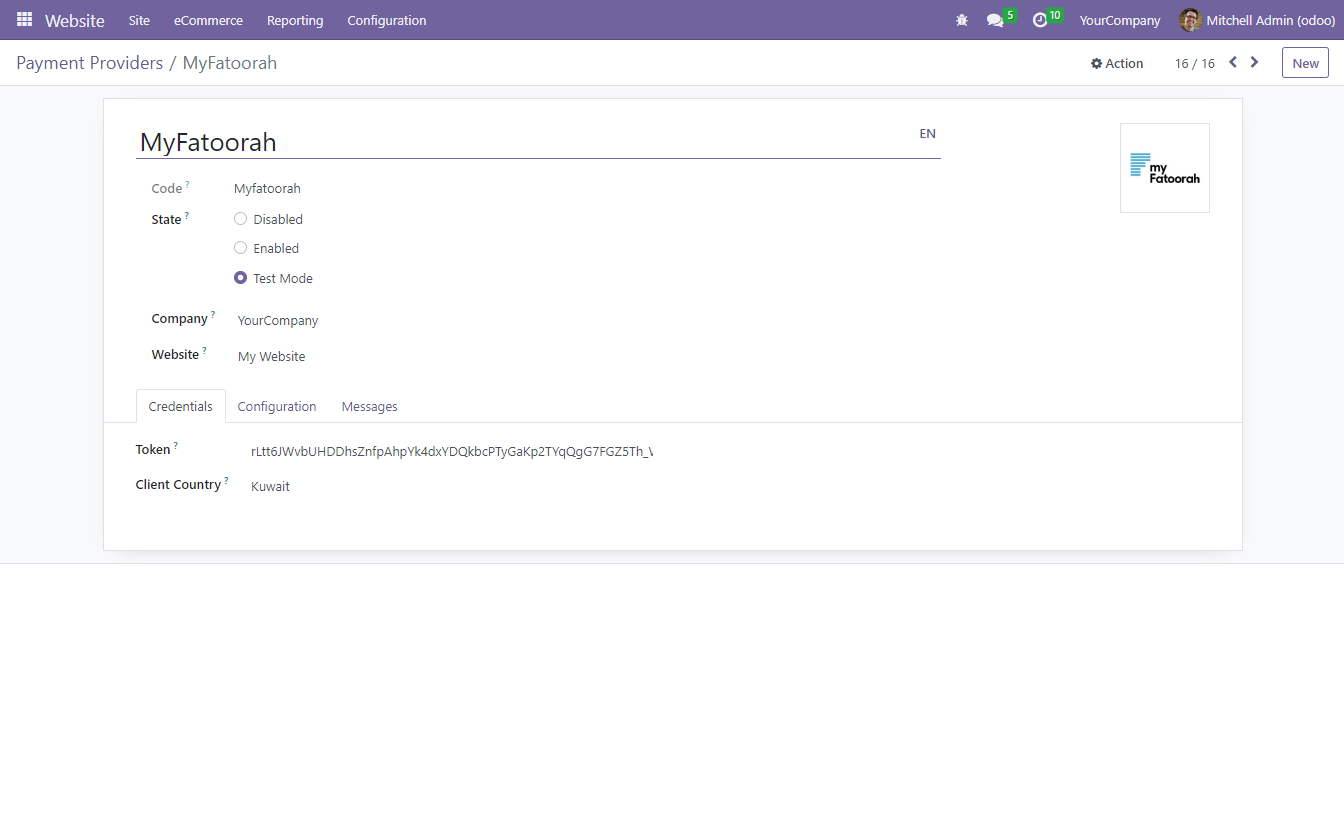 Website Site eCommerce Reporting Configuration 5 10 YourCompany Mitchell Admin (odoo)
Payment Providers / MyFatoorah Action 16 / 16 New
MyFatoorah EN
my
Fatoorah
Code ? Myfatoorah
State ? Disabled
Enabled
Test Mode
Company ? YourCompany
Website ? My Website
Credentials Configuration Messages
Token ? rLtt6JWvbUHDDhsZnfpAhpYk4dxYDQkbcPTyGaKp2TYqQgG7FGZ5Th_
Client Country ? Kuwait